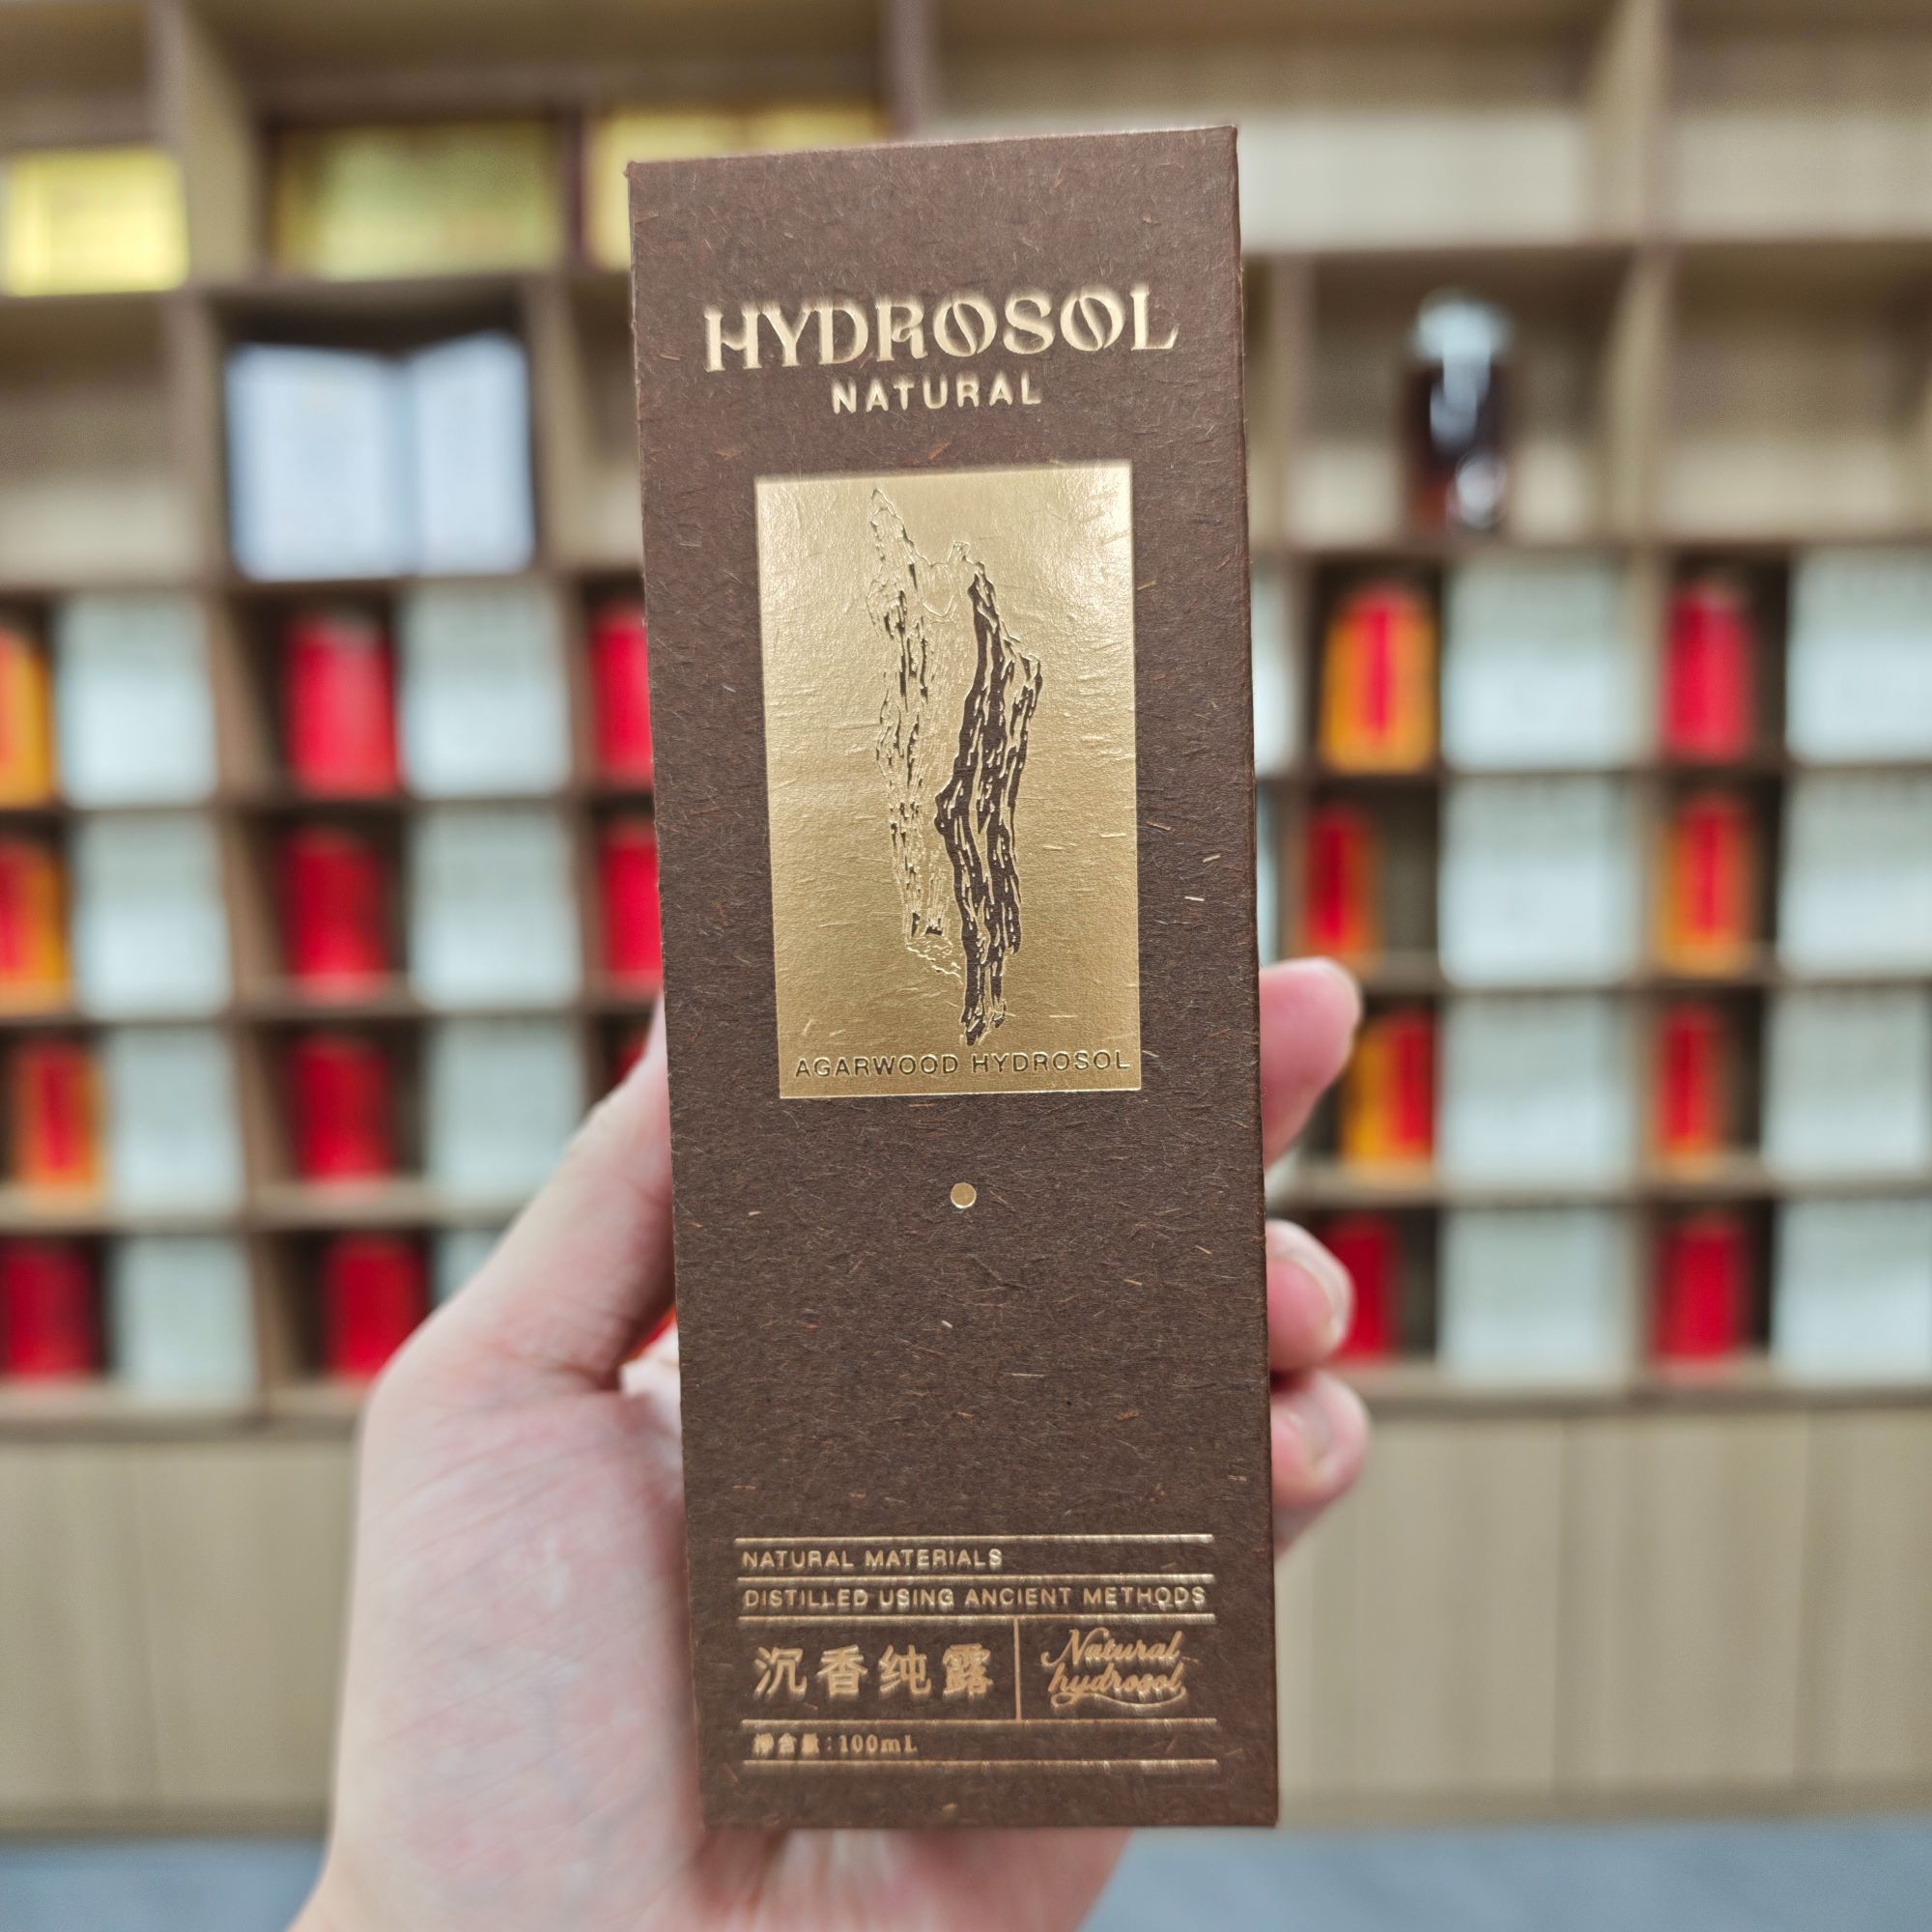 HYDROSOL
NATURAL
AGARWOOD HYDROSOL
NATURAL MATERIALS
DISTILLED USING ANCIENT METHODS
沉香纯露
Natural
hydrosol
淨含量：100mL